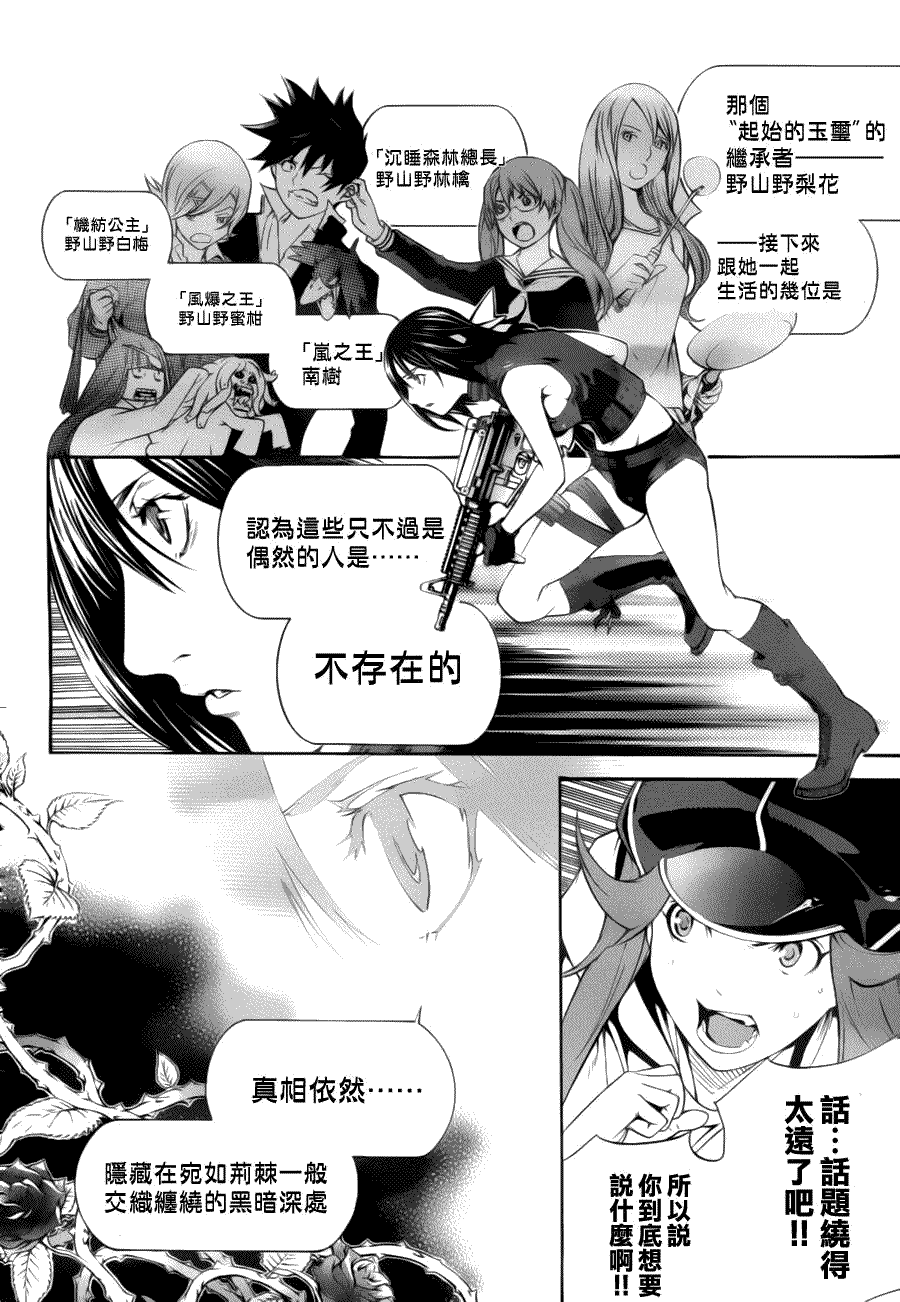 那個
“起始的玉璽”的
繼承者————
野山野梨花
——接下來
跟她一起
生活的幾位是
「沉睡森林總長」
野山野林檎
「機紡公主」
野山野白梅
「風爆之王」
野山野蜜柑
「嵐之王」
南樹
認為這些只不過是
偶然的人是……
不存在的
話…話題繞得
太遠了吧!!
所以說
你到底想要
說什麼啊!!
真相依然……
隱藏在宛如荊棘一般
交織纏繞的黑暗深處